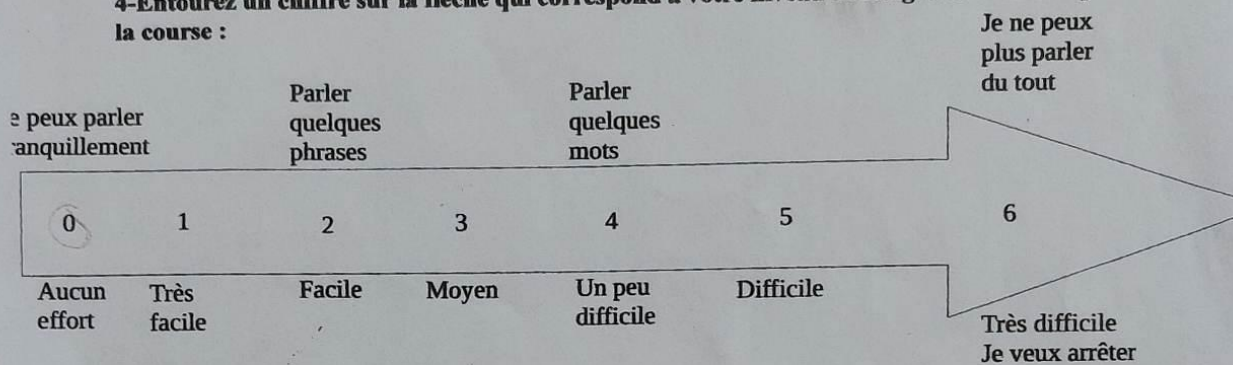 la course :
Je ne peux
plus parler
du tout
peux parler
Parler
quelques
phrases
Parler
quelques
mots
0 1 2 3 4 5 6
Aucun
effort
Très
facile
Facile
Moyen
Un peu
difficile
Difficile
Très difficile
Je veux arrêter